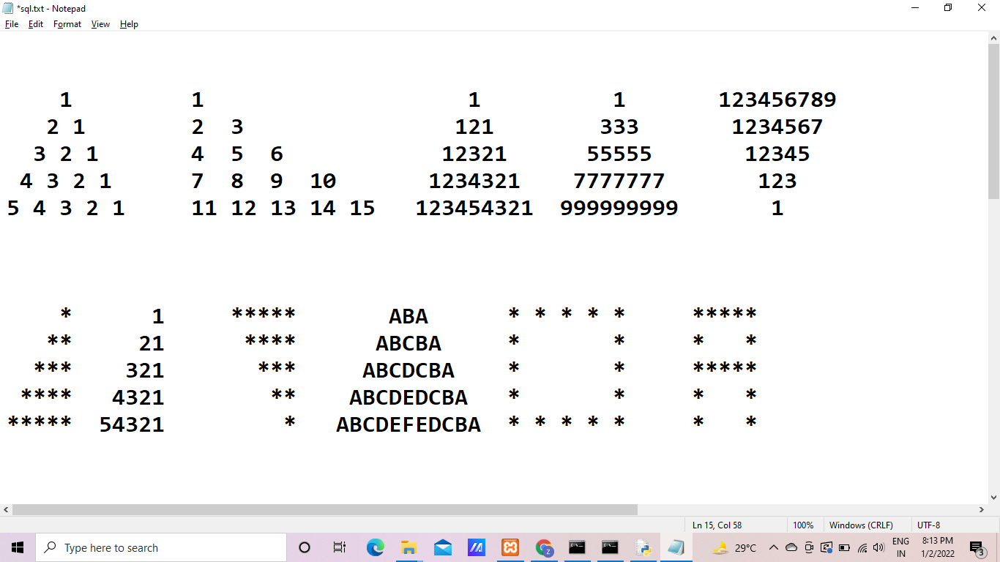 *sql.txt - Notepad
File Edit Format View Help
    1         1                    1          1       123456789
   2 1        2  3                121        333       1234567
  3 2 1       4  5  6            12321      55555       12345
 4 3 2 1      7  8  9  10       1234321    7777777       123
5 4 3 2 1     11 12 13 14 15   123454321  999999999       1
    *      1     *****       ABA      * * * * *     *****
   **     21      ****      ABCBA     *       *     *   *
  ***    321       ***     ABCDCBA    *       *     *****
 ****   4321        **    ABCDEDCBA   *       *     *   *
*****  54321         *   ABCDEFEDCBA  * * * * *     *   *
Ln 15, Col 58 100% Windows (CRLF) UTF-8
Type here to search 29°C ENG IN 8:13 PM 1/2/2022 3